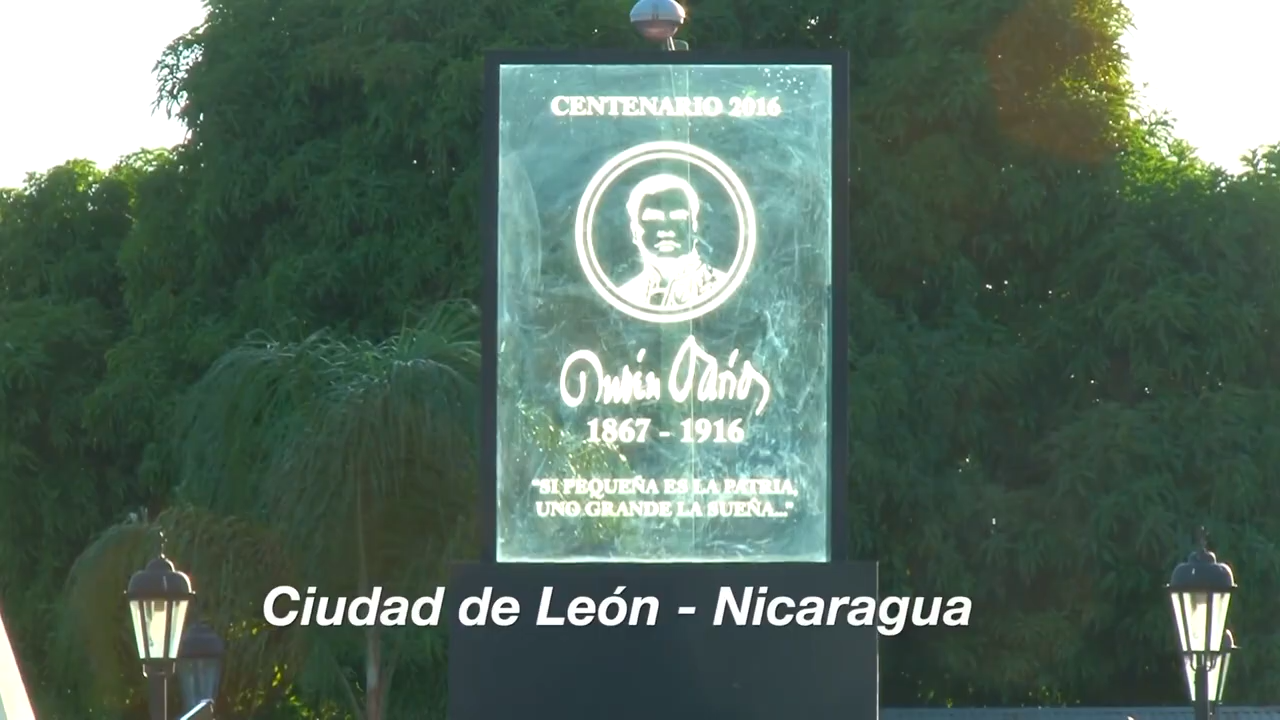 CENTENARIO 2016
Rubén Darío
1867 - 1916
"SI PEQUEÑA ES LA PATRIA,
UNO GRANDE LA SUEÑA..."
Ciudad de León - Nicaragua